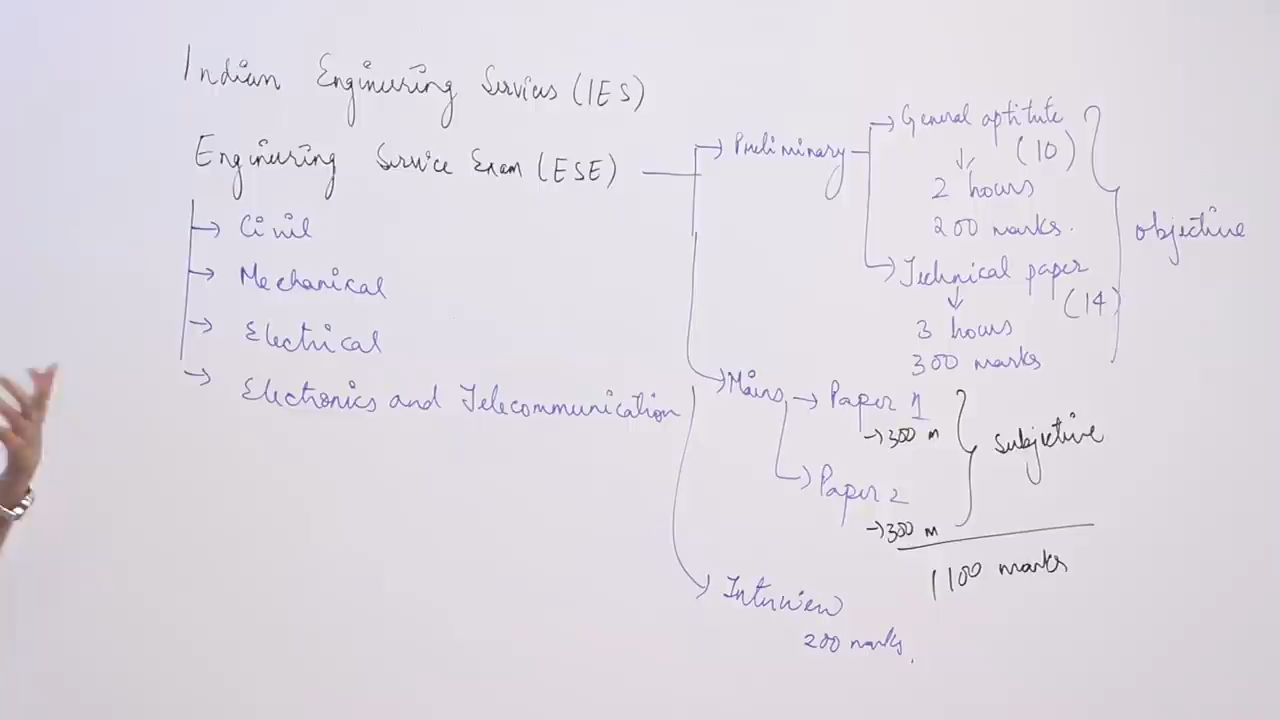 Indian Engineering Services (IES)
Engineering Service Exam (ESE)
→ Civil
→ Mechanical
→ Electrical
→ Electronics and Telecommunication
→ Preliminary
→ General aptitute
(10)
↓
2 hours
200 marks.
→ Technical paper
(14)
↓
3 hours
300 marks
objective
→ Mains → Paper 1
→ 300 m
→ Paper 2
→ 300 m
subjective
1100 marks
→ Interview
200 marks.